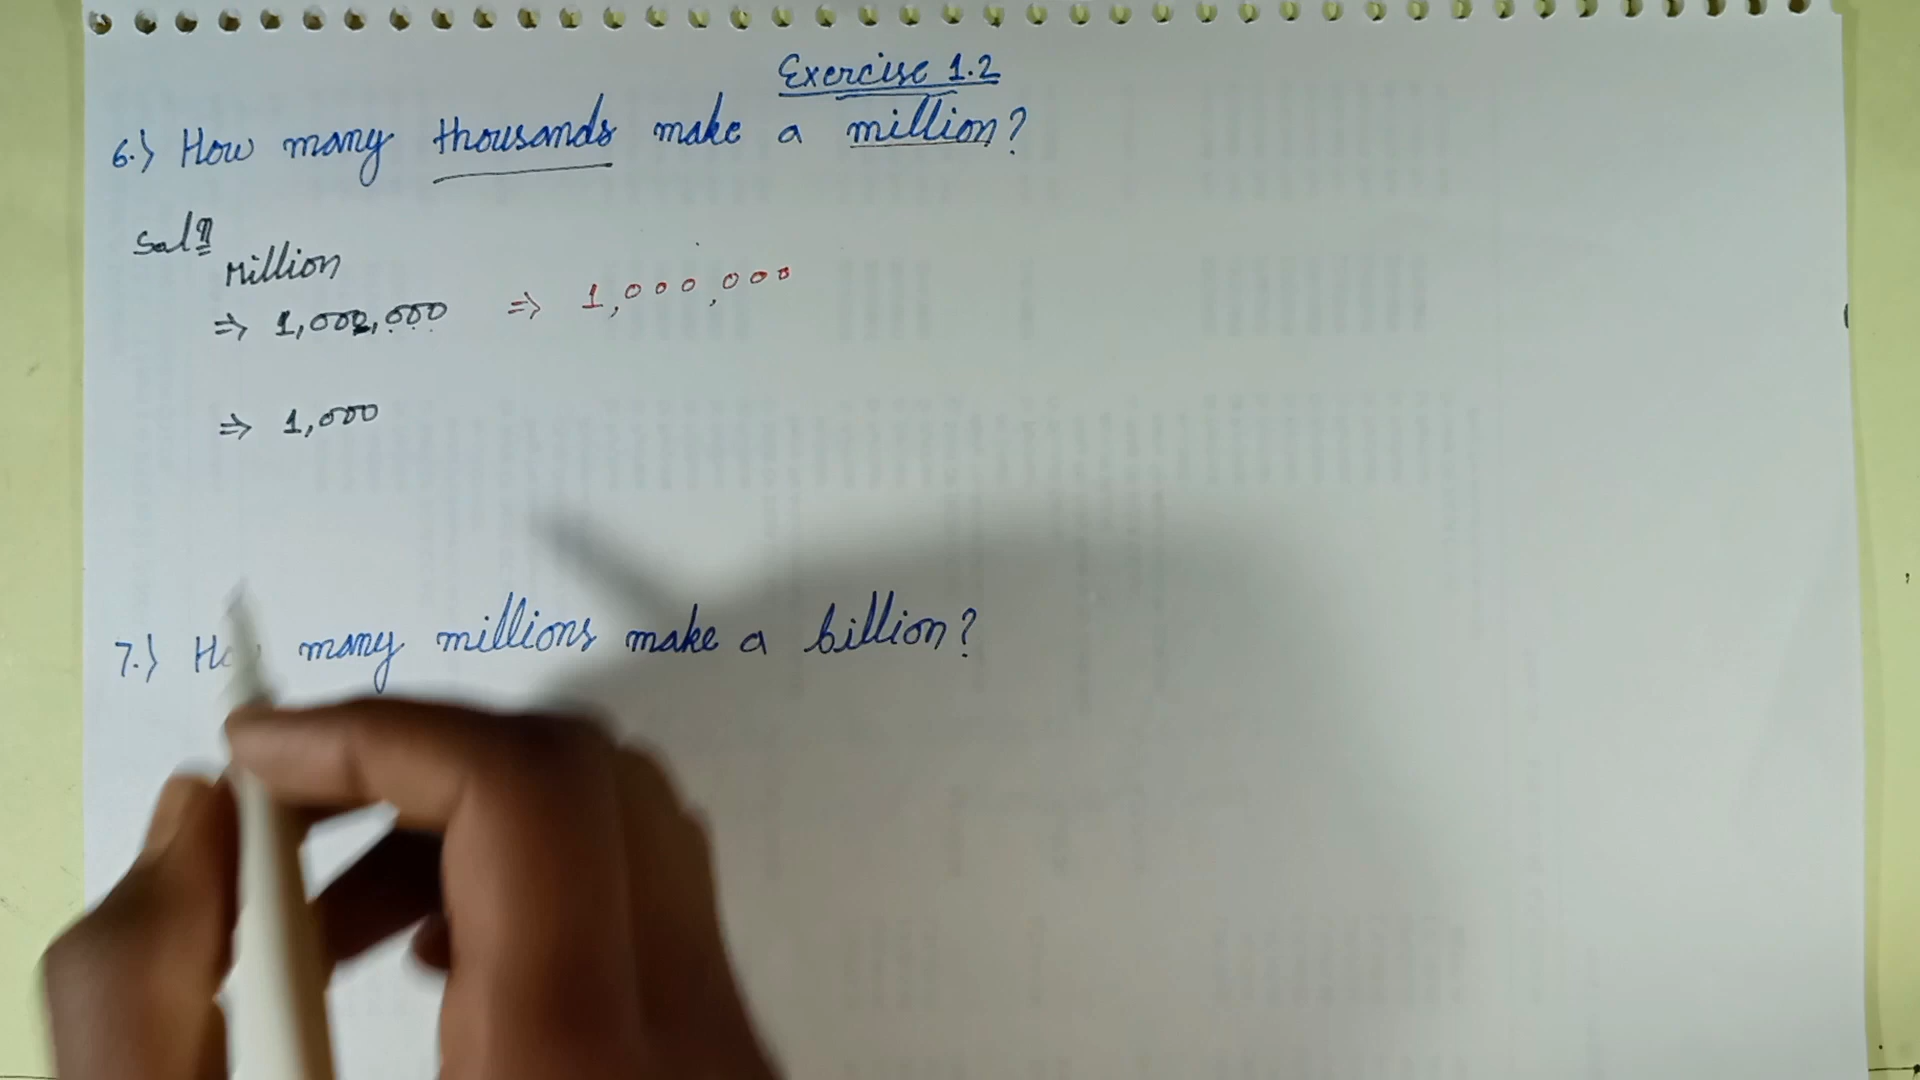 Exercise 1.2
6.) How many thousands make a million?
Million
⇒ 1,000,000 ⇒ 1,000,000
⇒ 1,000
7.) many millions make a billion?